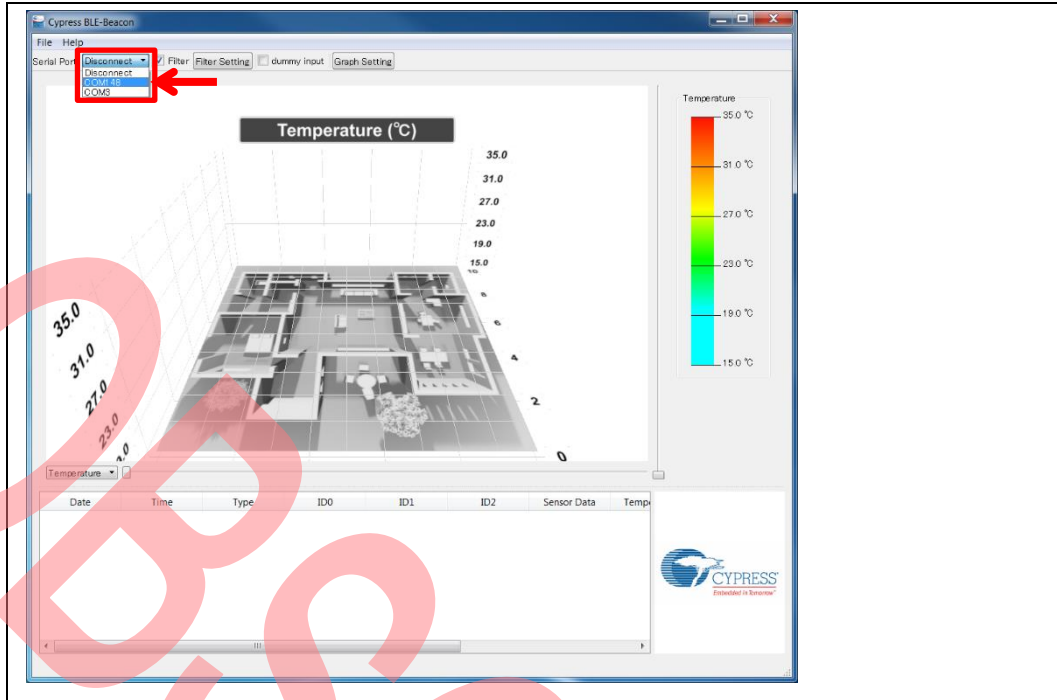 Cypress BLE-Beacon
File Help
Serial Port Disconnect Filter Filter Setting dummy input Graph Setting
Disconnect
COM148
COM3
Temperature
35.0 ℃
31.0 ℃
27.0 ℃
23.0 ℃
19.0 ℃
15.0 ℃
Temperature (℃)
35.0
31.0
27.0
23.0
19.0
15.0
10
8
6
4
2
0
35.0
31.0
27.0
23.0
Temperature
Date Time Type ID0 ID1 ID2 Sensor Data Tempe
CYPRESS
Embedded in Tomorrow™